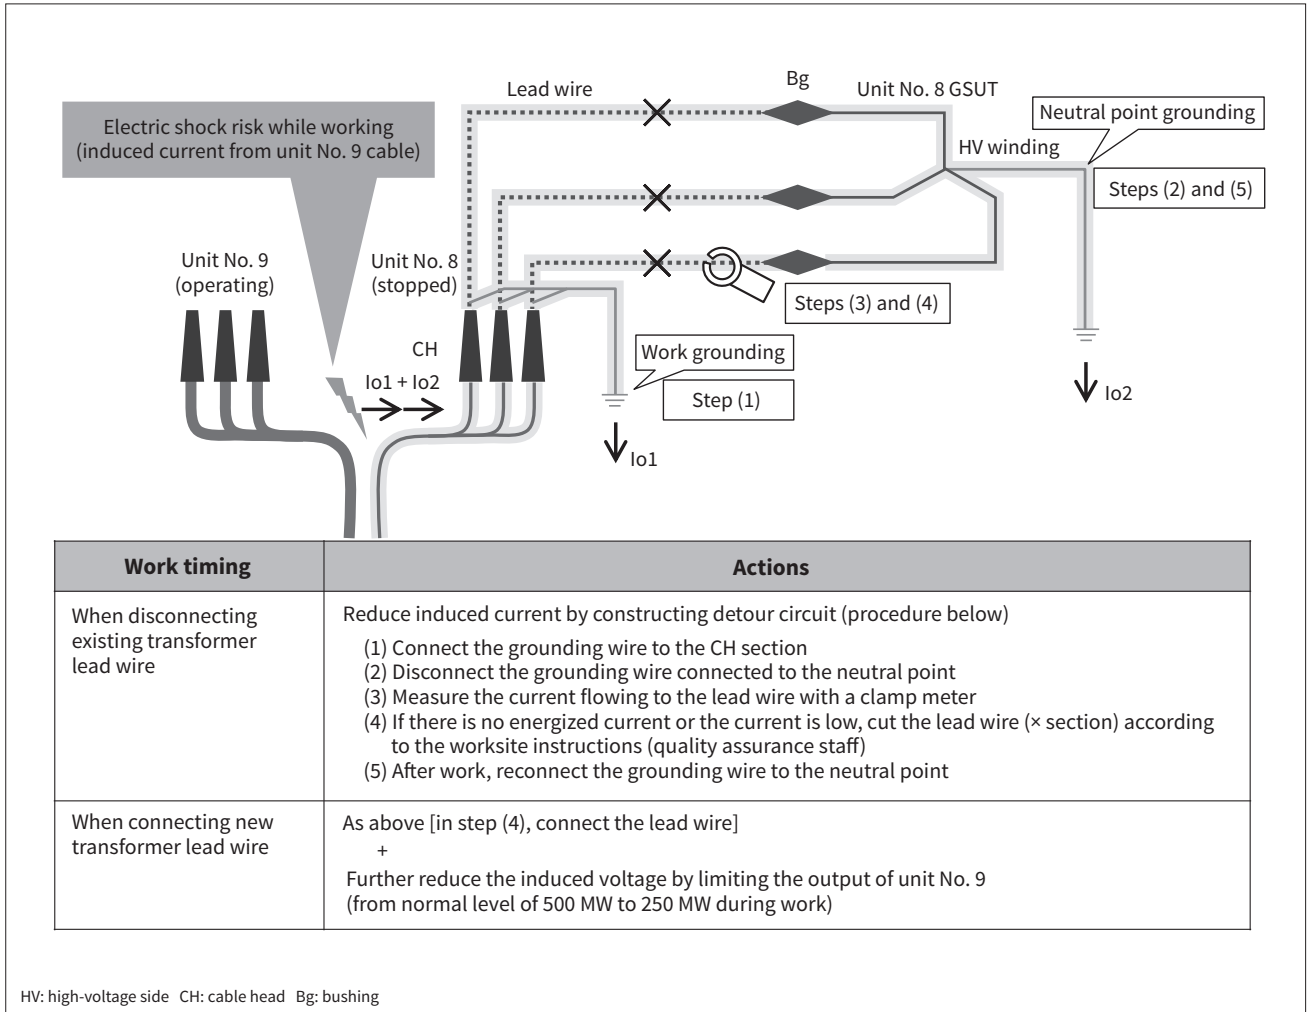 Lead wire
Bg
Unit No. 8 GSUT
Neutral point grounding
Electric shock risk while working
(induced current from unit No. 9 cable)
HV winding
Steps (2) and (5)
Unit No. 9
(operating)
Unit No. 8
(stopped)
Steps (3) and (4)
CH
Work grounding
Io1 + Io2
Step (1)
Io2
Io1
Work timing
Actions
When disconnecting
existing transformer
lead wire
Reduce induced current by constructing detour circuit (procedure below)
(1) Connect the grounding wire to the CH section
(2) Disconnect the grounding wire connected to the neutral point
(3) Measure the current flowing to the lead wire with a clamp meter
(4) If there is no energized current or the current is low, cut the lead wire (× section) according
to the worksite instructions (quality assurance staff)
(5) After work, reconnect the grounding wire to the neutral point
When connecting new
transformer lead wire
As above [in step (4), connect the lead wire]
+
Further reduce the induced voltage by limiting the output of unit No. 9
(from normal level of 500 MW to 250 MW during work)
HV: high-voltage side CH: cable head Bg: bushing